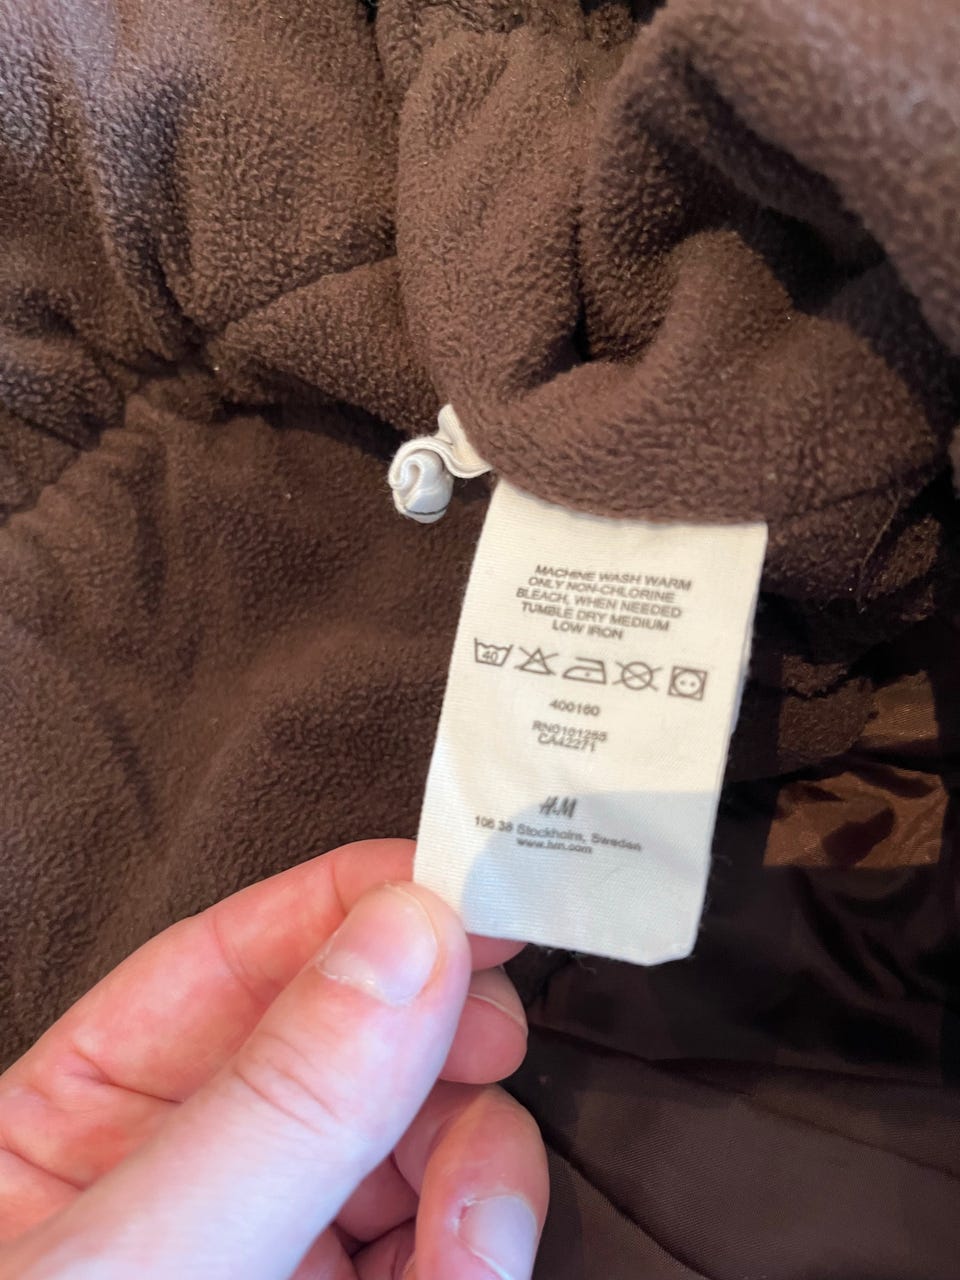 MACHINE WASH WARM
ONLY NON-CHLORINE
BLEACH, WHEN NEEDED
TUMBLE DRY MEDIUM
LOW IRON
40
400160
RN0101255
CA42271
H&M
106 38 Stockholm, Sweden
www.hm.com